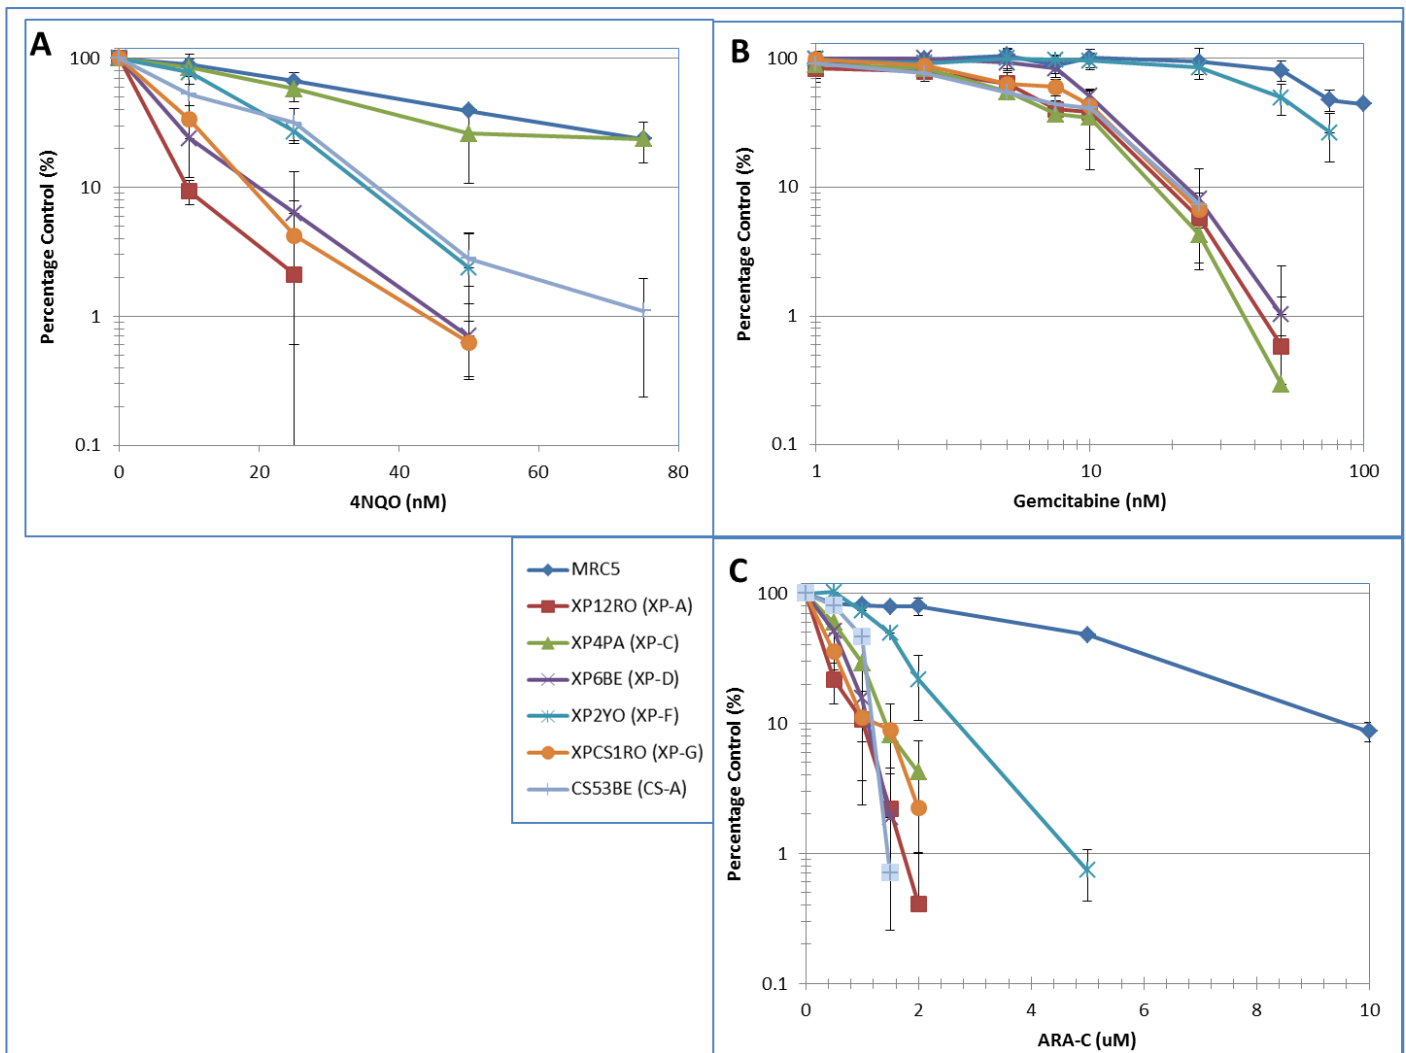 A
100
10
1
0.1
0
20
40
60
80
Percentage Control (%)
4NQO (nM)
B
100
10
1
0.1
1
10
100
Percentage Control (%)
Gemcitabine (nM)
MRC5
XP12RO (XP-A)
XP4PA (XP-C)
XP6BE (XP-D)
XP2YO (XP-F)
XPCS1RO (XP-G)
CS53BE (CS-A)
C
100
10
1
0.1
0
2
4
6
8
10
Percentage Control (%)
ARA-C (uM)